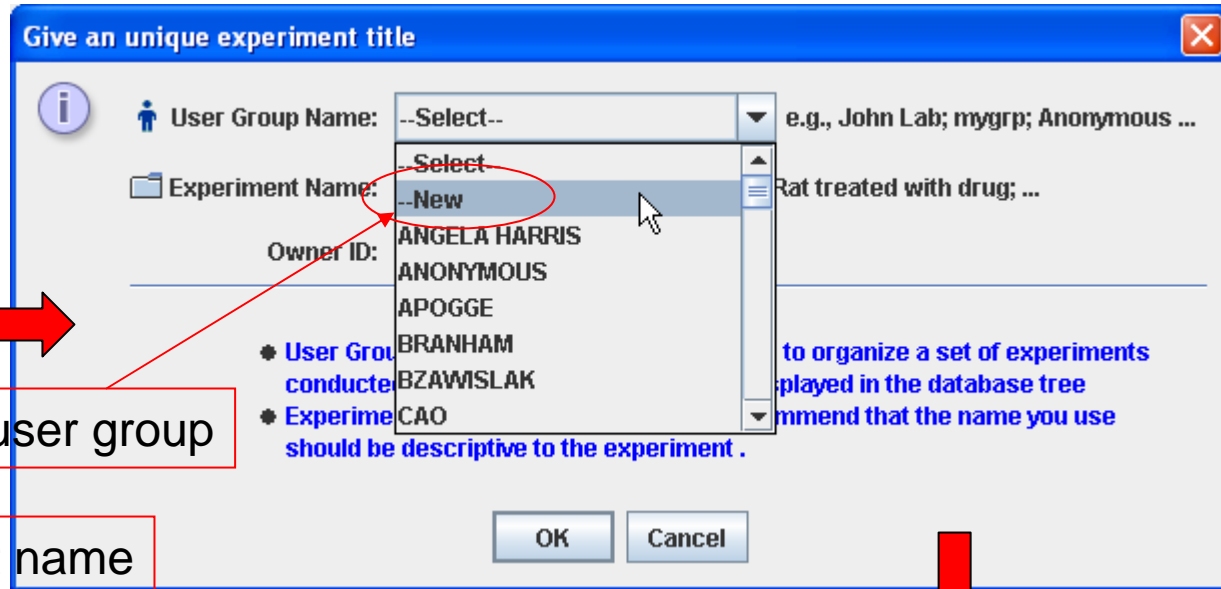 Give an unique experiment title
User Group Name: --Select-- e.g., John Lab; mygrp; Anonymous ...
--Select--
Experiment Name: --New Rat treated with drug; ...
ANGELA HARRIS
Owner ID:
ANONYMOUS
APOGGE
BRANHAM
BZAWISLAK
CAO
User Grou to organize a set of experiments
conducte played in the database tree
Experime mmend that the name you use
should be descriptive to the experiment .
user group
name
OK Cancel